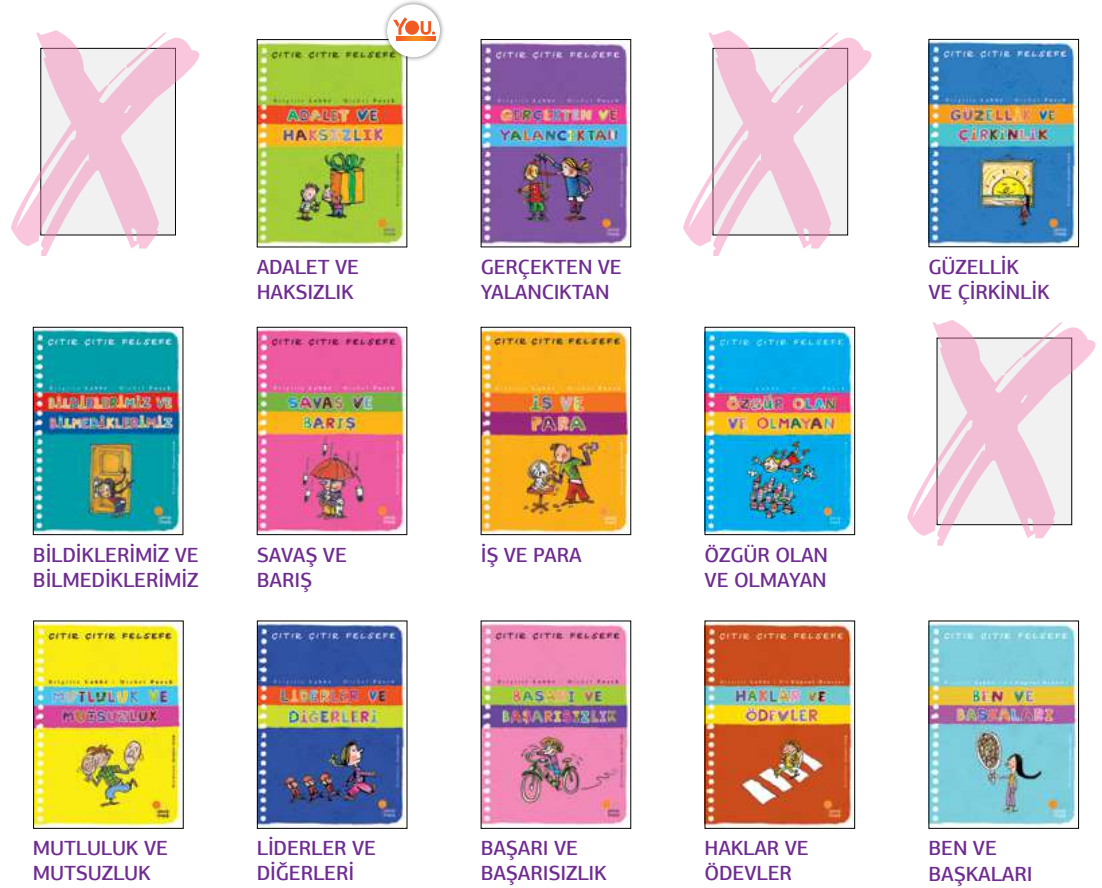 YOU.
ÇITIR ÇITIR FELSEFE
ADALET VE
HAKSIZLIK
ÇITIR ÇITIR FELSEFE
GERÇEKTEN VE
YALANCIKTAN
ÇITIR ÇITIR FELSEFE
GÜZELLİK VE
ÇİRKİNLİK
ADALET VE
HAKSIZLIK
GERÇEKTEN VE
YALANCIKTAN
GÜZELLİK
VE ÇİRKİNLİK
ÇITIR ÇITIR FELSEFE
BİLDİKLERİMİZ VE
BİLMEDİKLERİMİZ
ÇITIR ÇITIR FELSEFE
SAVAŞ VE
BARIŞ
ÇITIR ÇITIR FELSEFE
İŞ VE
PARA
ÇITIR ÇITIR FELSEFE
ÖZGÜR OLAN
VE OLMAYAN
BİLDİKLERİMİZ VE
BİLMEDİKLERİMİZ
SAVAŞ VE
BARIŞ
İŞ VE PARA
ÖZGÜR OLAN
VE OLMAYAN
ÇITIR ÇITIR FELSEFE
MUTLULUK VE
MUTSUZLUK
ÇITIR ÇITIR FELSEFE
LİDERLER VE
DİĞERLERİ
ÇITIR ÇITIR FELSEFE
BAŞARI VE
BAŞARISIZLIK
ÇITIR ÇITIR FELSEFE
HAKLAR VE
ÖDEVLER
ÇITIR ÇITIR FELSEFE
BEN VE
BAŞKALARI
MUTLULUK VE
MUTSUZLUK
LİDERLER VE
DİĞERLERİ
BAŞARI VE
BAŞARISIZLIK
HAKLAR VE
ÖDEVLER
BEN VE
BAŞKALARI